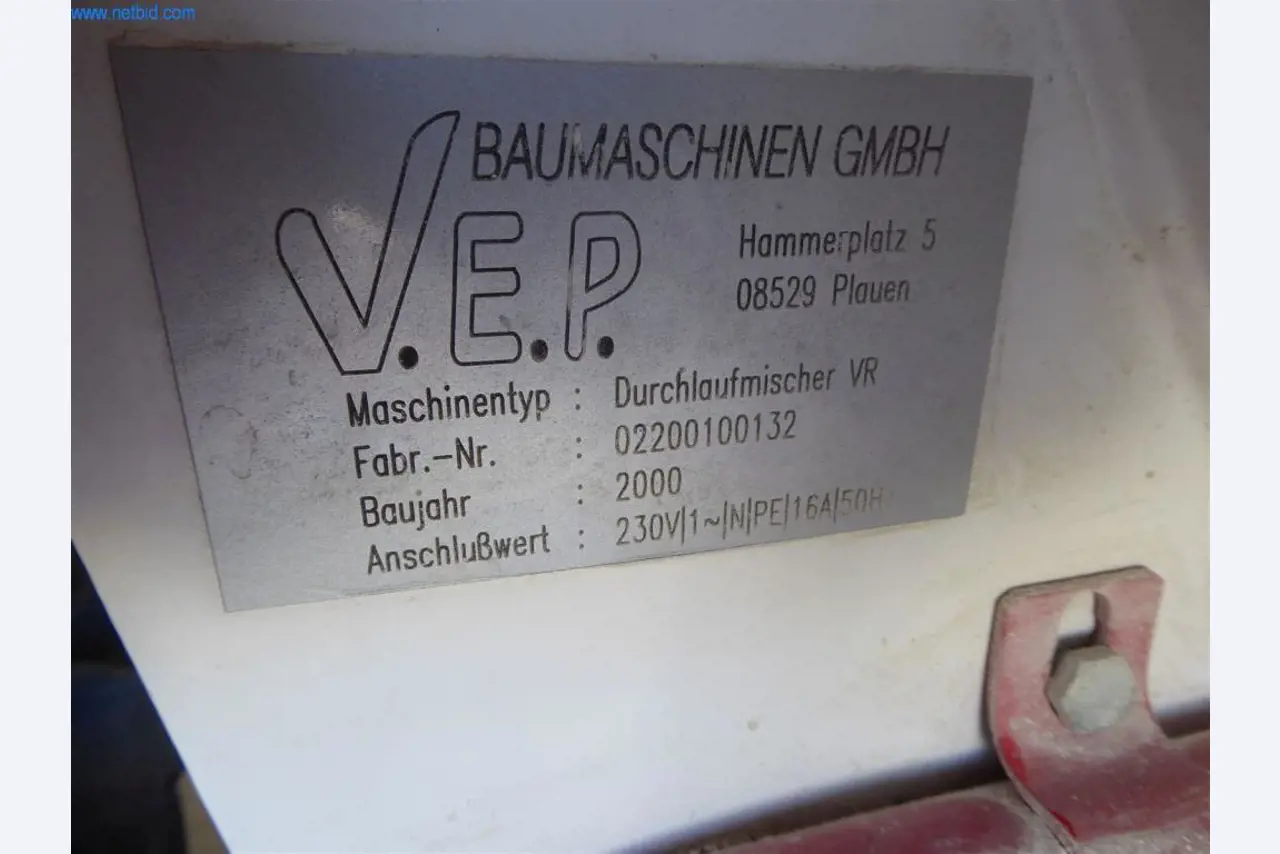 www.netbid.com
BAUMASCHINEN GMBH
V.E.P.
Hammerplatz 5
08529 Plauen
Maschinentyp : Durchlaufmischer VR
Fabr.-Nr. : 02200100132
Baujahr : 2000
Anschlußwert : 230V|1~|N|PE|16A|50H